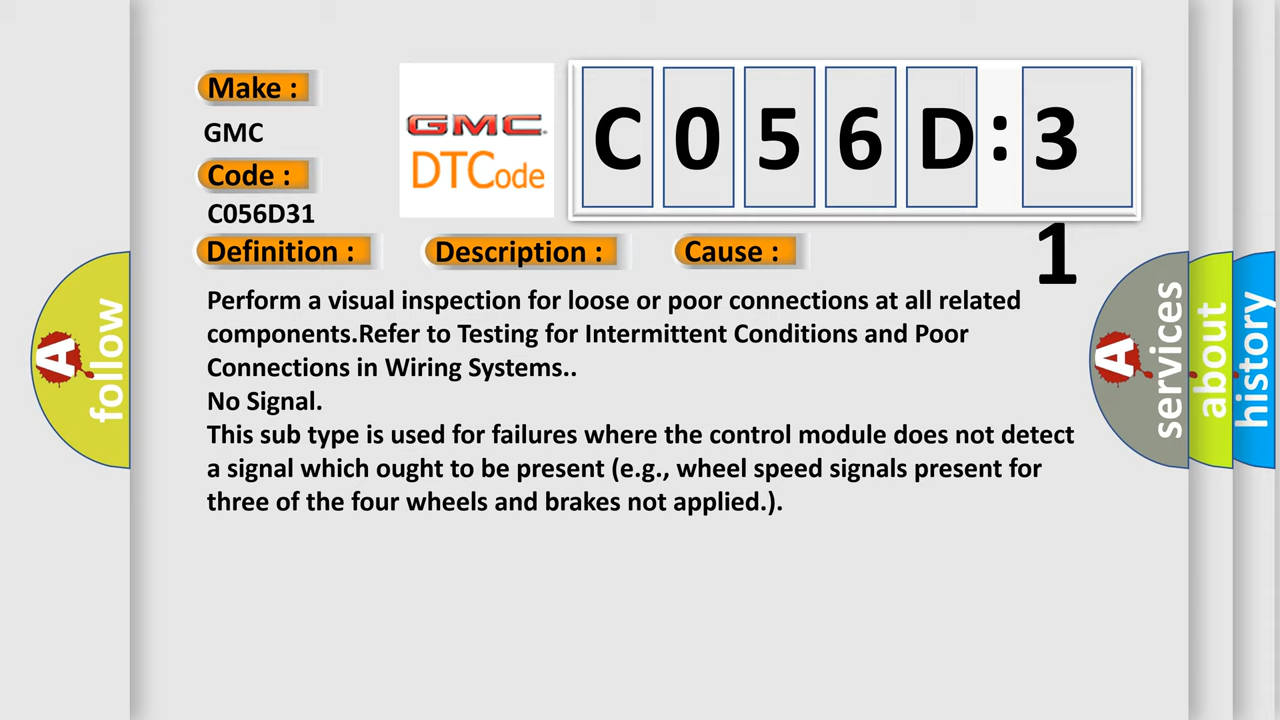 Make :
GMC
Code :
C056D31
GMC
DTCode
C 0 5 6 D : 3
1
Definition :
Description :
Cause :
Perform a visual inspection for loose or poor connections at all related
componentsRefer to Testing for Intermittent Conditions and Poor
Connections in Wiring Systems..
No Signal.
This sub type is used for failures where the control module does not detect
a signal which ought to be present (e.g., wheel speed signals present for
three of the four wheels and brakes not applied.).
A follow
A services
about
history